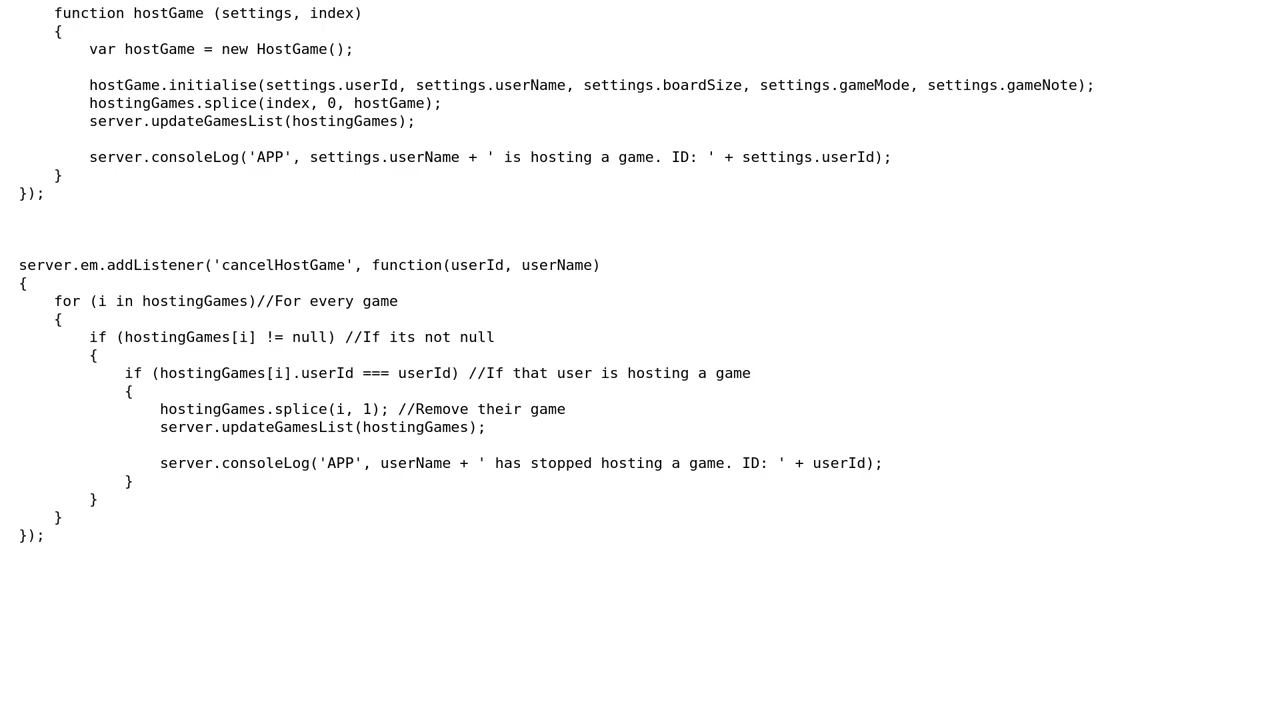 function hostGame (settings, index)
{
var hostGame = new HostGame();
hostGame.initialise(settings.userId, settings.userName, settings.boardSize, settings.gameMode, settings.gameNote);
hostingGames.splice(index, 0, hostGame);
server.updateGamesList(hostingGames);
server.consoleLog('APP', settings.userName + ' is hosting a game. ID: ' + settings.userId);
}
});
server.em.addListener('cancelHostGame', function(userId, userName)
{
for (i in hostingGames)//For every game
{
if (hostingGames[i] != null) //If its not null
{
if (hostingGames[i].userId === userId) //If that user is hosting a game
{
hostingGames.splice(i, 1); //Remove their game
server.updateGamesList(hostingGames);
server.consoleLog('APP', userName + ' has stopped hosting a game. ID: ' + userId);
}
}
}
});